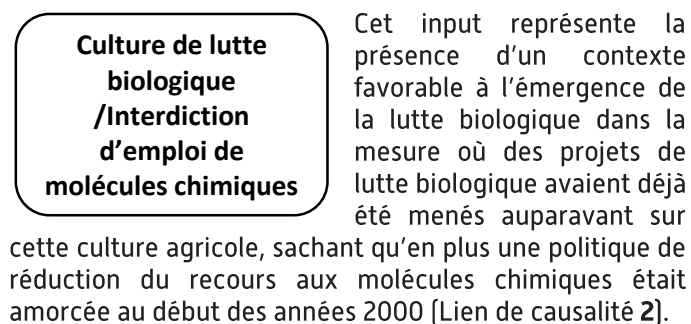 Culture de lutte
biologique
/Interdiction
d'emploi de
molécules chimiques
Cet input représente la
présence d'un contexte
favorable à l'émergence de
la lutte biologique dans la
mesure où des projets de
lutte biologique avaient déjà
été menés auparavant sur
cette culture agricole, sachant qu'en plus une politique de
réduction du recours aux molécules chimiques était
amorcée au début des années 2000 (Lien de causalité 2).